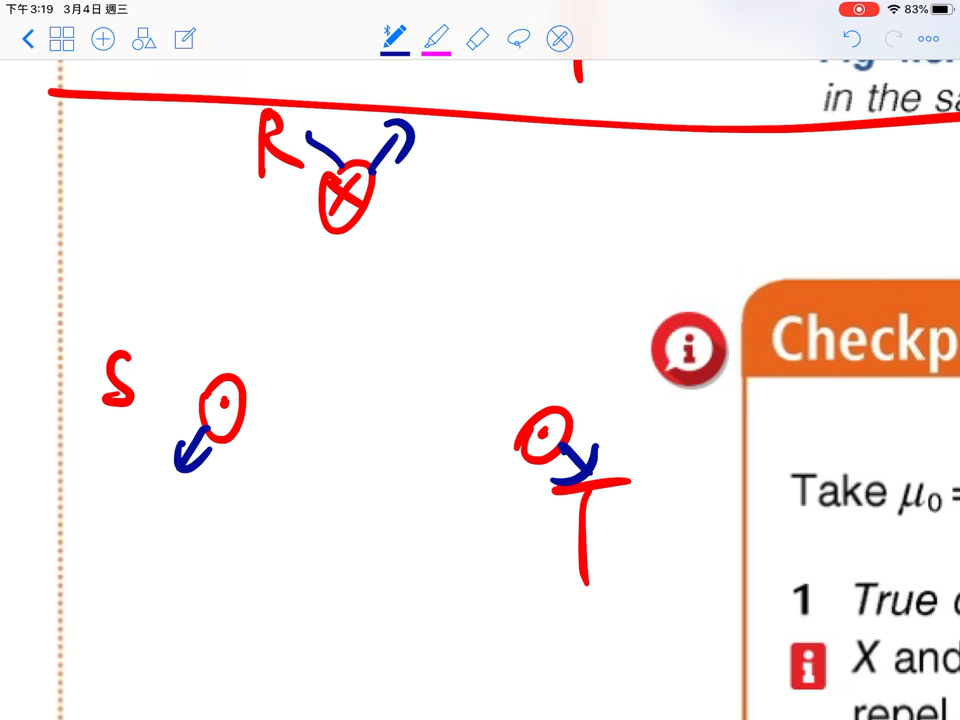 下午3:19 3月4日 週三
83%
in the sa
R
S
T
Checkp
Take μ₀ =
1 True o
X and
repel